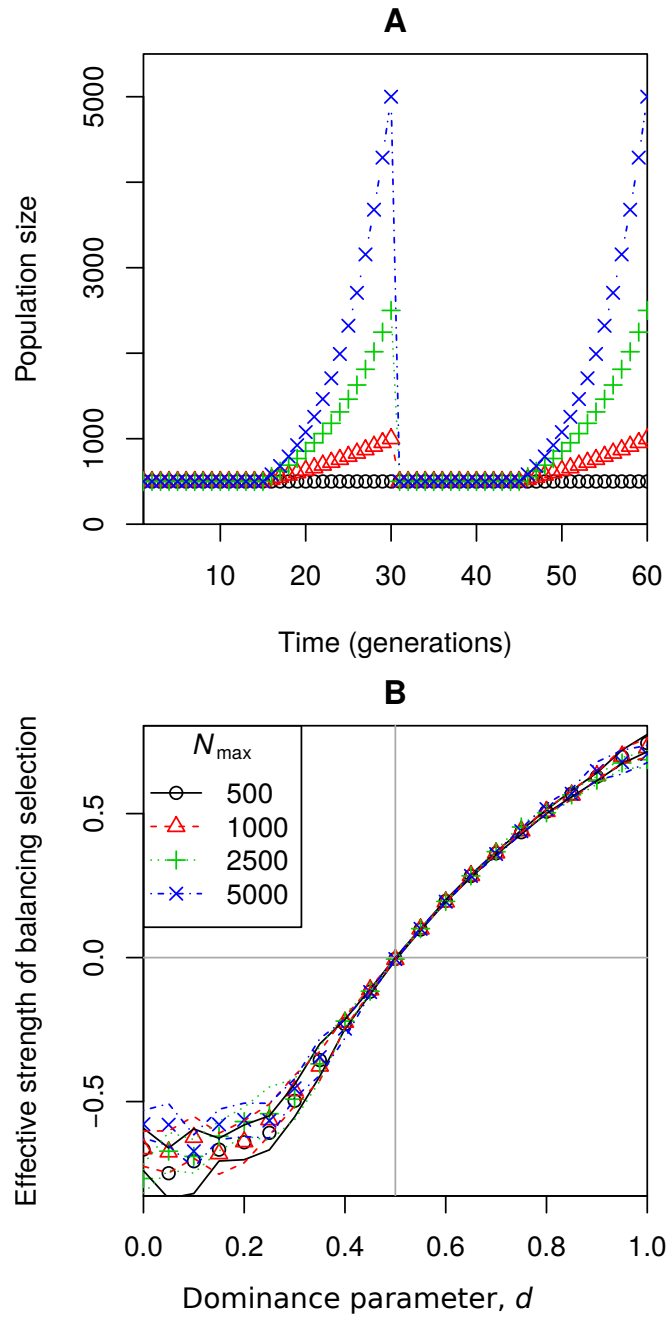 A
Population size
5000
3000
1000
0
10 20 30 40 50 60
Time (generations)
B
Effective strength of balancing selection
0.5
0.0
−0.5
Nmax
500
1000
2500
5000
0.0 0.2 0.4 0.6 0.8 1.0
Dominance parameter, d